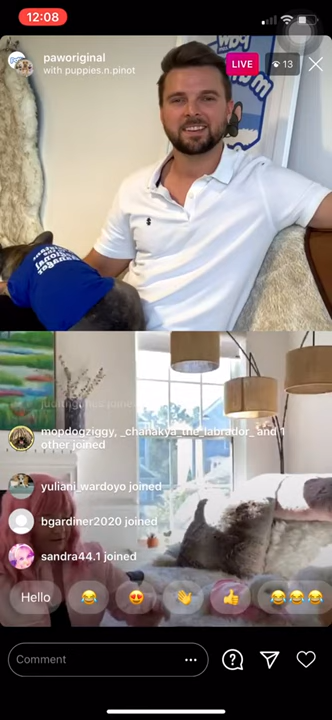 12:08
paworiginal
with puppies.n.pinot
LIVE
13
mopdogziggy, _chanakya_the_labrador_ and 1
other joined
yuliani_wardoyo joined
bgardiner2020 joined
sandra44.1 joined
Hello
Comment